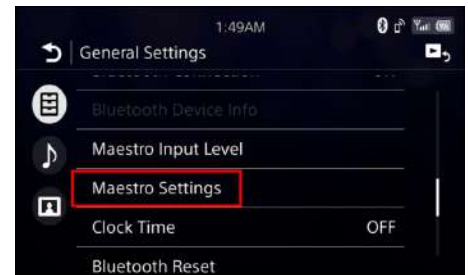 1:49AM
General Settings
Bluetooth Device Info
Maestro Input Level
Maestro Settings
Clock Time OFF
Bluetooth Reset